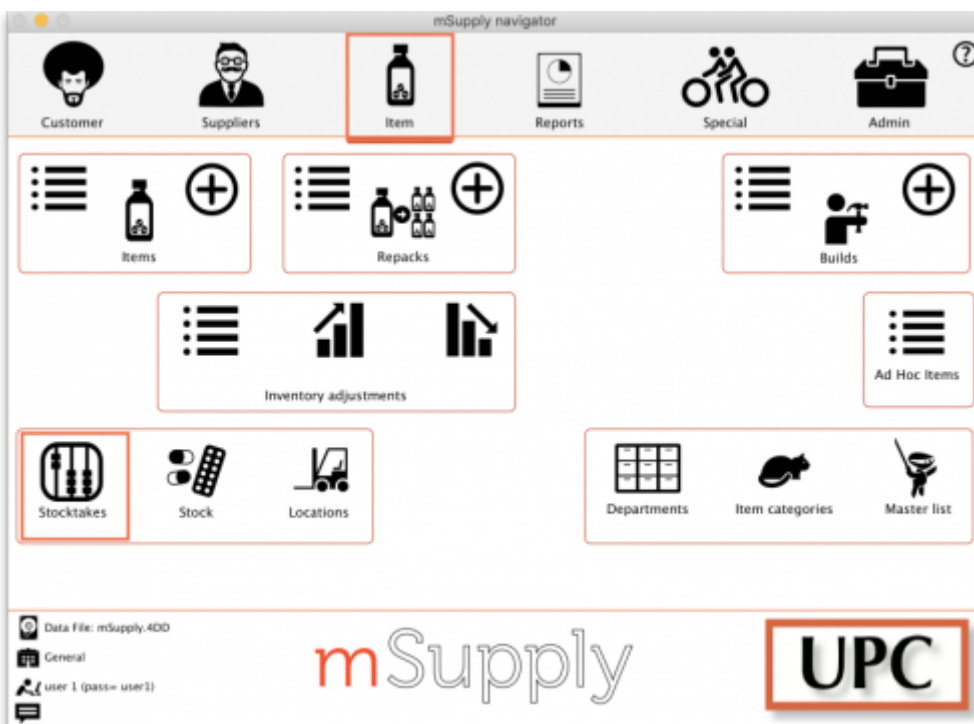 mSupply navigator
?
Customer
Suppliers
Item
Reports
Special
Admin
Items
Repacks
Builds
Inventory adjustments
Ad Hoc Items
Stocktakes
Stock
Locations
Departments
Item categories
Master list
Data File: mSupply.4DD
General
user 1 (pass= user1)
mSupply
UPC